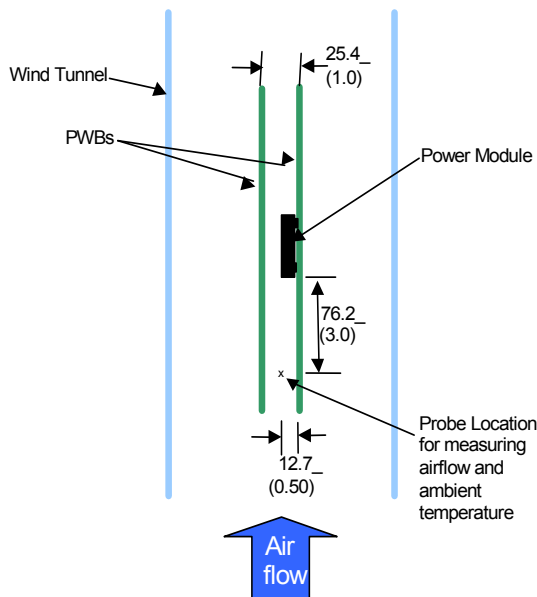 25.4_
(1.0)
Wind Tunnel
PWBs
Power Module
76.2_
(3.0)
x
Probe Location
for measuring
airflow and
ambient
temperature
12.7_
(0.50)
Air
flow